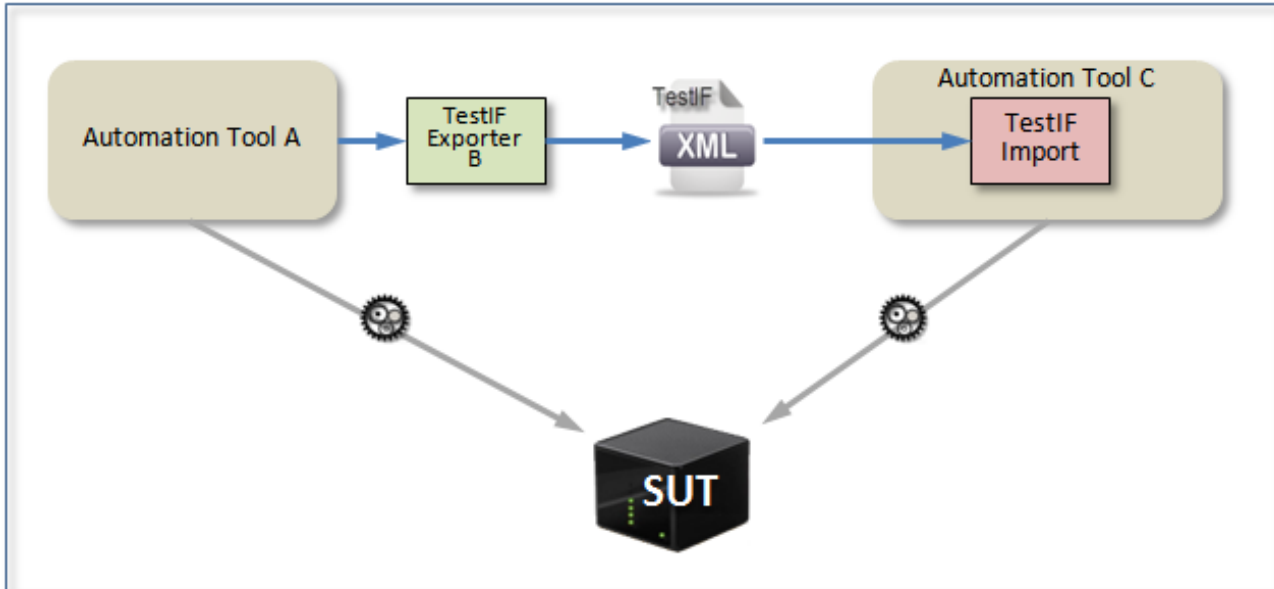 Automation Tool A
TestIF
Exporter
B
TestIF
XML
Automation Tool C
TestIF
Import
SUT